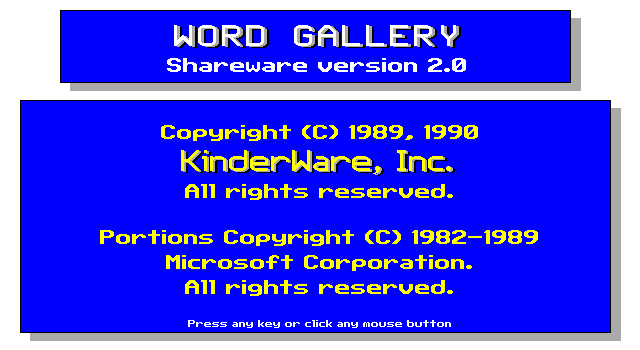 WORD GALLERY
Shareware version 2.0
Copyright (C) 1989, 1990
KinderWare, Inc.
All rights reserved.
Portions Copyright (C) 1982-1989
Microsoft Corporation.
All rights reserved.
Press any key or click any mouse button